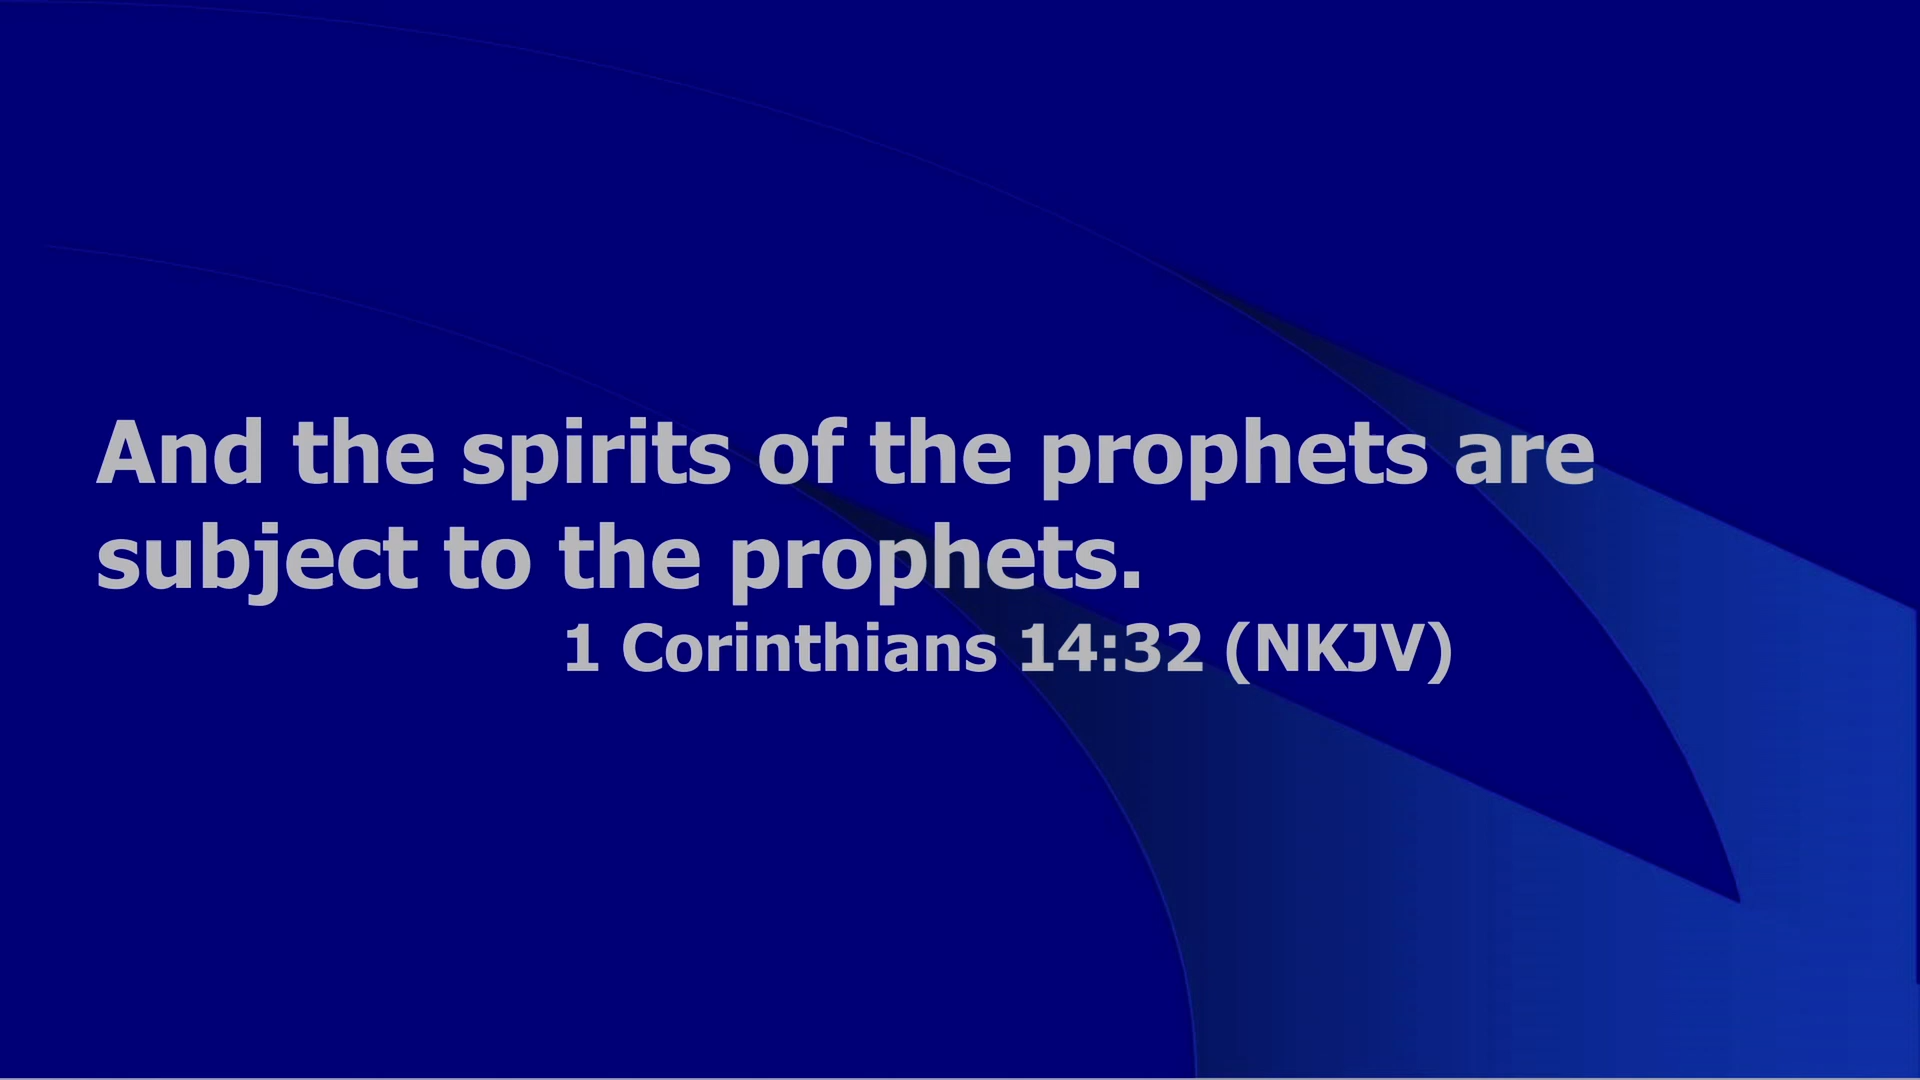 And the spirits of the prophets are
subject to the prophets.
1 Corinthians 14:32 (NKJV)